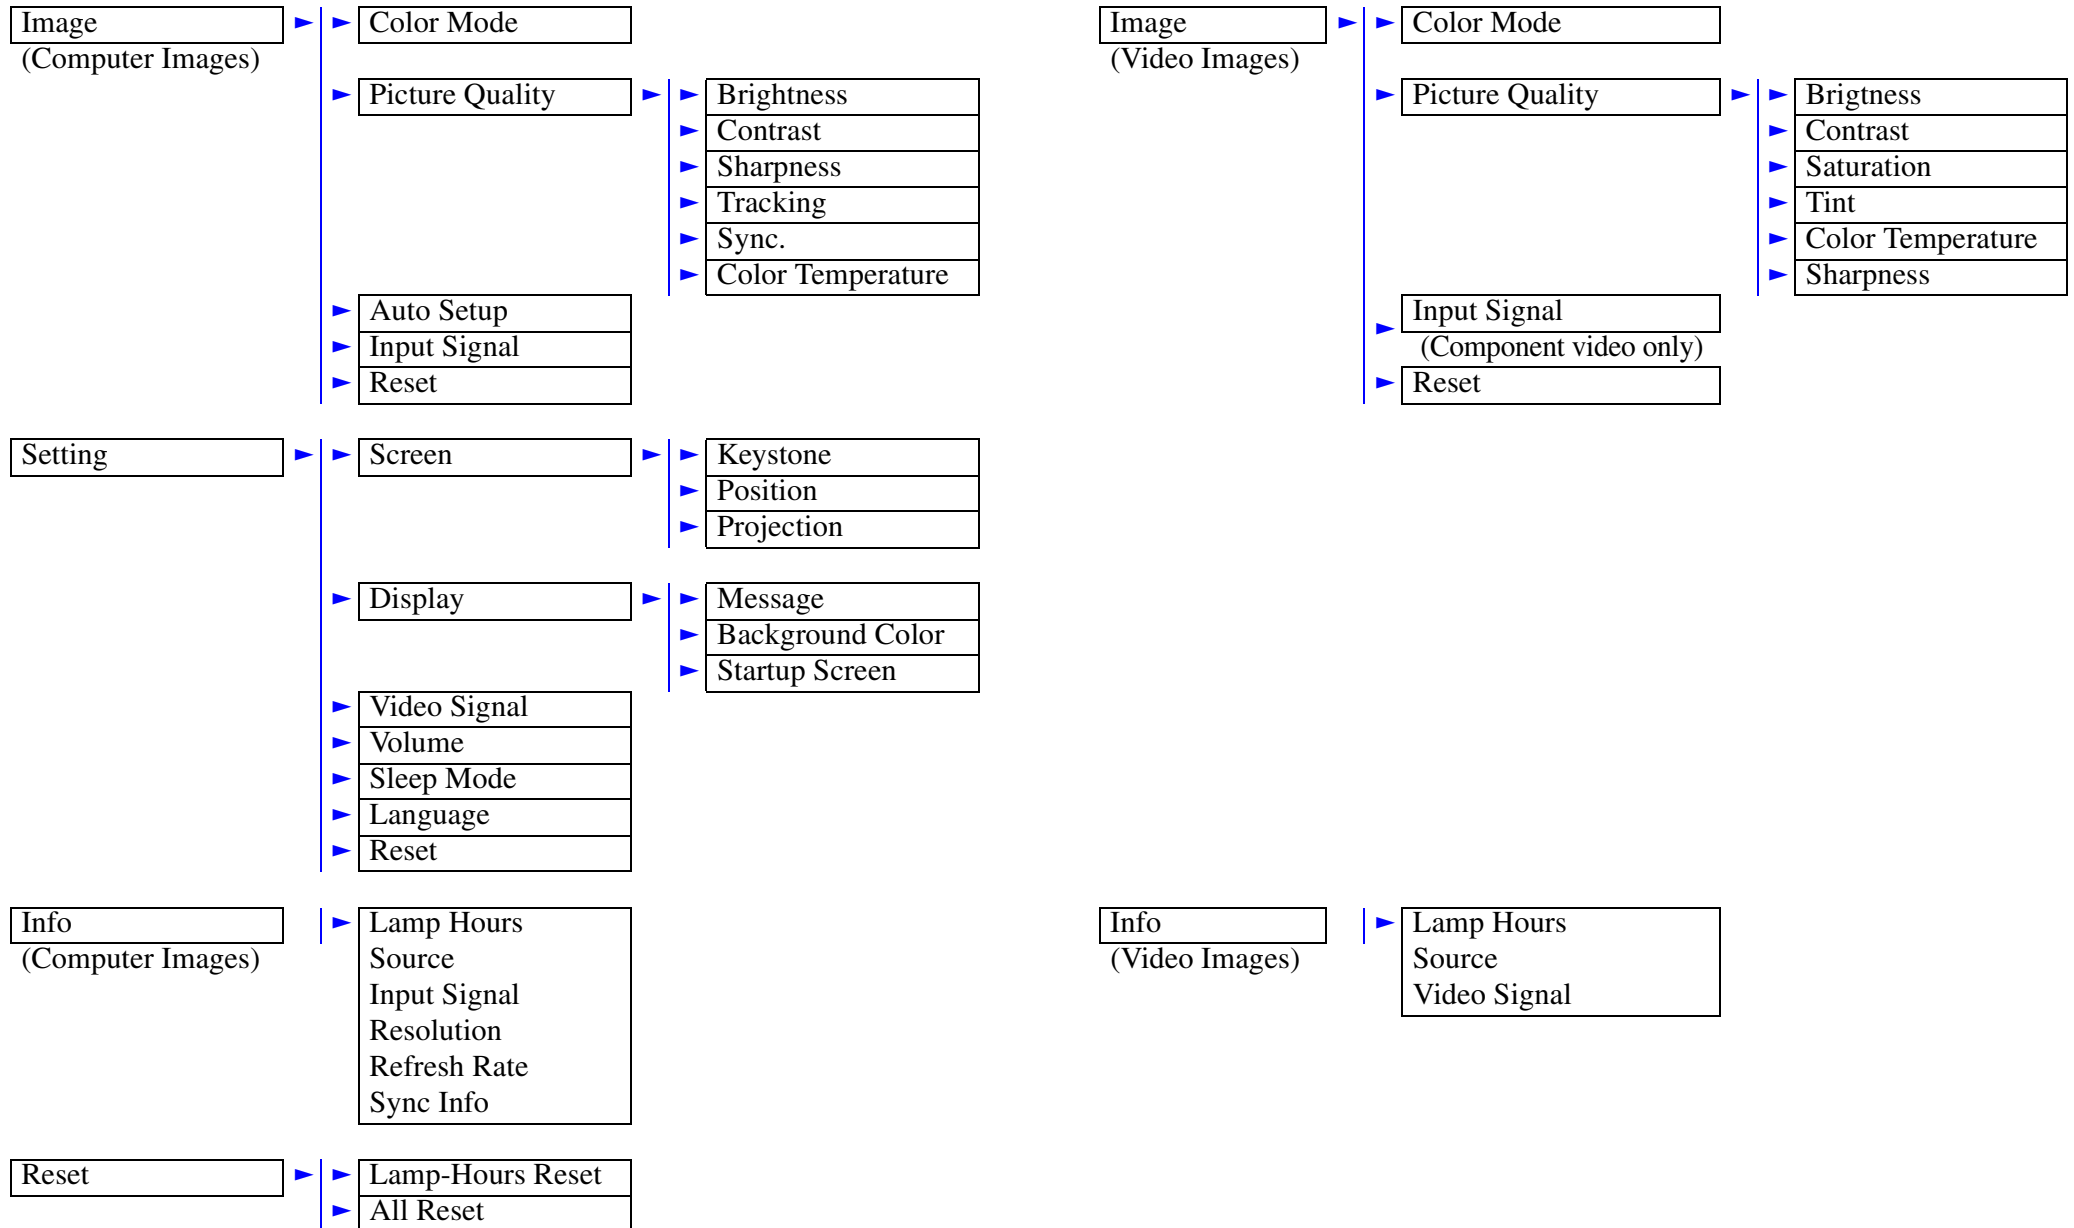 Image
(Computer Images)
Color Mode
Picture Quality
Brightness
Contrast
Sharpness
Tracking
Sync.
Color Temperature
Auto Setup
Input Signal
Reset
Image
(Video Images)
Color Mode
Picture Quality
Brigtness
Contrast
Saturation
Tint
Color Temperature
Sharpness
Input Signal
(Component video only)
Reset
Setting
Screen
Keystone
Position
Projection
Display
Message
Background Color
Startup Screen
Video Signal
Volume
Sleep Mode
Language
Reset
Info
(Computer Images)
Lamp Hours
Source
Input Signal
Resolution
Refresh Rate
Sync Info
Info
(Video Images)
Lamp Hours
Source
Video Signal
Reset
Lamp-Hours Reset
All Reset